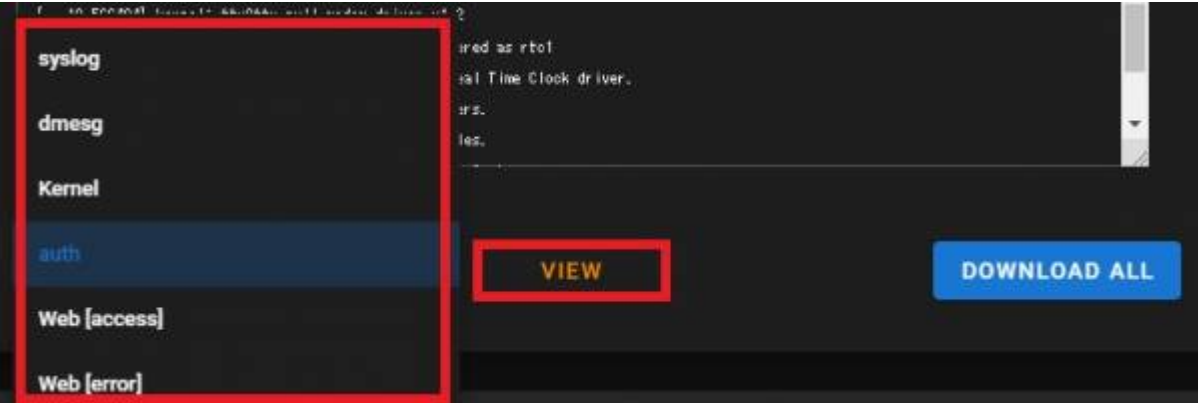 ered as rtc1
eal Time Clock driver.
ers.
les.
syslog
dmesg
Kernel
auth
Web [access]
Web [error]
VIEW
DOWNLOAD ALL